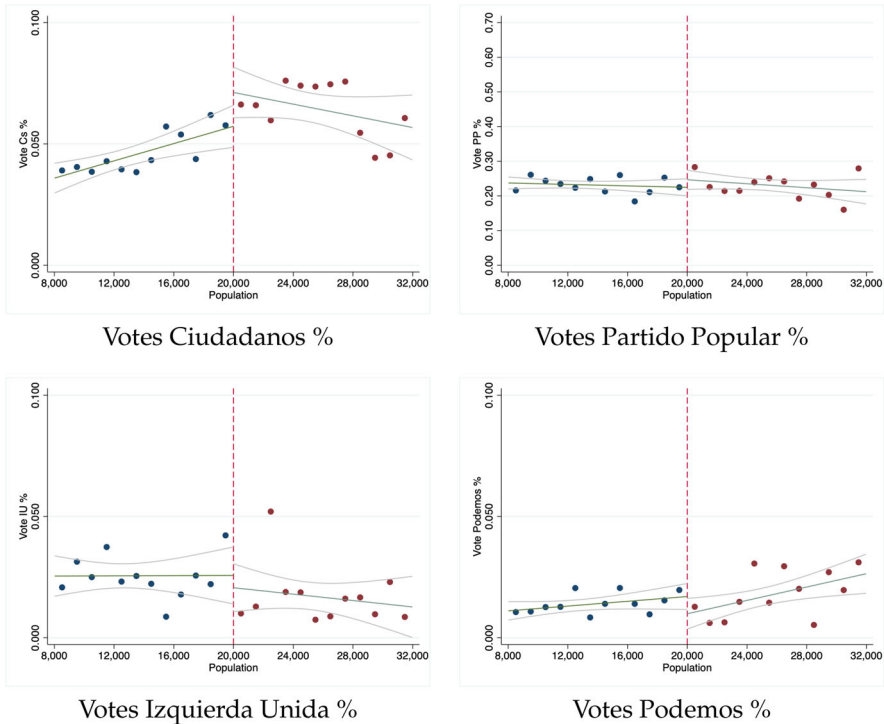 0.100
0.050
0.000
Vote Cs %
8,000 12,000 16,000 20,000 24,000 28,000 32,000
Population
Votes Ciudadanos %
0.70
0.60
0.50
0.40
0.30
0.20
0.10
0.00
Vote PP %
8,000 12,000 16,000 20,000 24,000 28,000 32,000
Population
Votes Partido Popular %
0.100
0.050
0.000
Vote IU %
8,000 12,000 16,000 20,000 24,000 28,000 32,000
Population
Votes Izquierda Unida %
0.100
0.050
0.000
Vote Podemos %
8,000 12,000 16,000 20,000 24,000 28,000 32,000
Population
Votes Podemos %